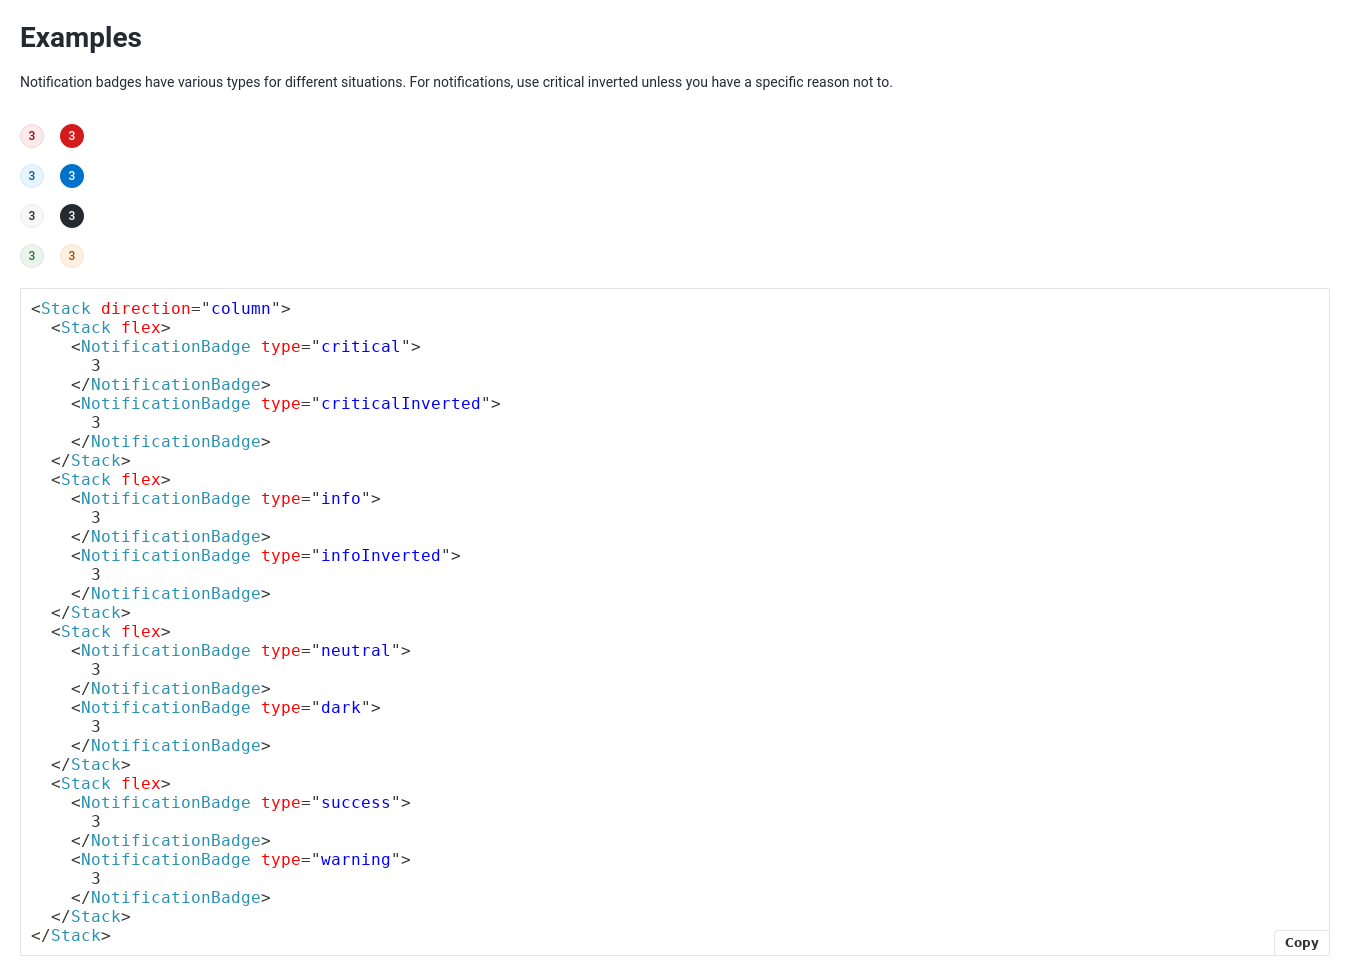 Examples
Notification badges have various types for different situations. For notifications, use critical inverted unless you have a specific reason not to.
3 3
3 3
3 3
3 3
<Stack direction="column">
  <Stack flex>
    <NotificationBadge type="critical">
      3
    </NotificationBadge>
    <NotificationBadge type="criticalInverted">
      3
    </NotificationBadge>
  </Stack>
  <Stack flex>
    <NotificationBadge type="info">
      3
    </NotificationBadge>
    <NotificationBadge type="infoInverted">
      3
    </NotificationBadge>
  </Stack>
  <Stack flex>
    <NotificationBadge type="neutral">
      3
    </NotificationBadge>
    <NotificationBadge type="dark">
      3
    </NotificationBadge>
  </Stack>
  <Stack flex>
    <NotificationBadge type="success">
      3
    </NotificationBadge>
    <NotificationBadge type="warning">
      3
    </NotificationBadge>
  </Stack>
</Stack>
Copy